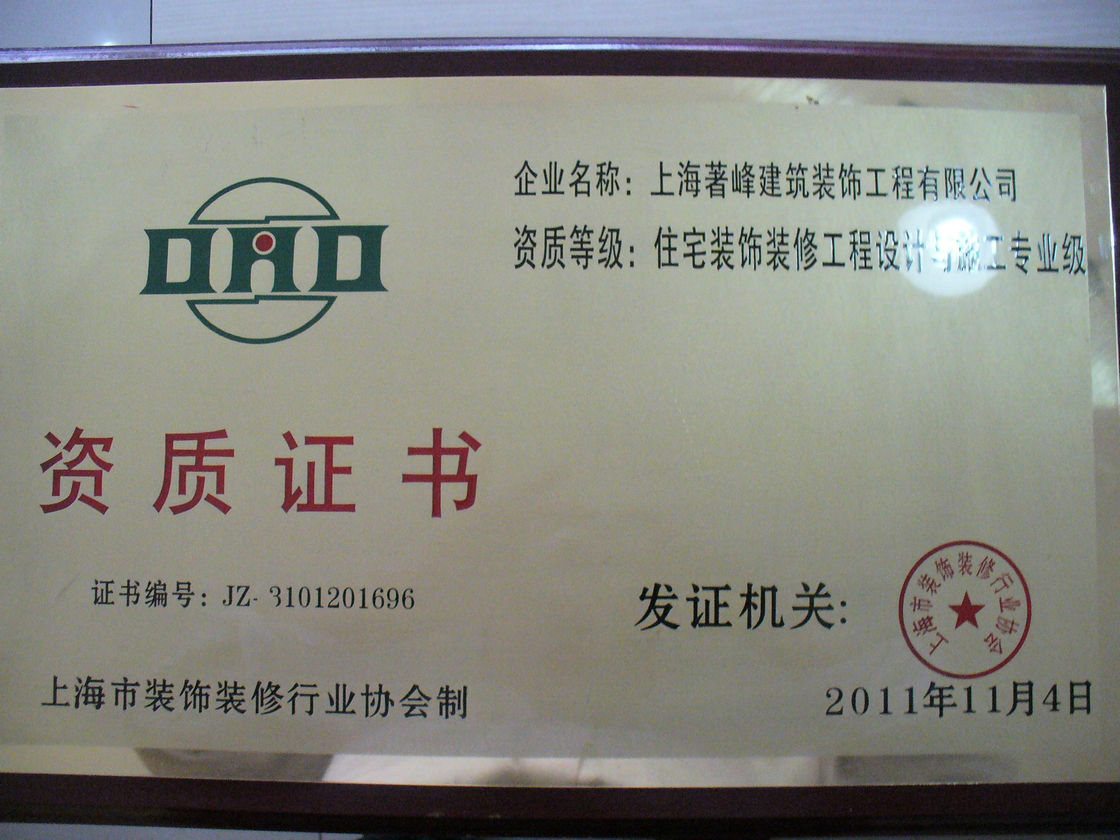 DAD
企业名称：上海著峰建筑装饰工程有限公司
资质等级：住宅装饰装修工程设计与施工专业级
资质证书
证书编号：JZ-3101201696
上海市装饰装修行业协会制
发证机关：
上海市装饰装修行业协会
2011年11月4日